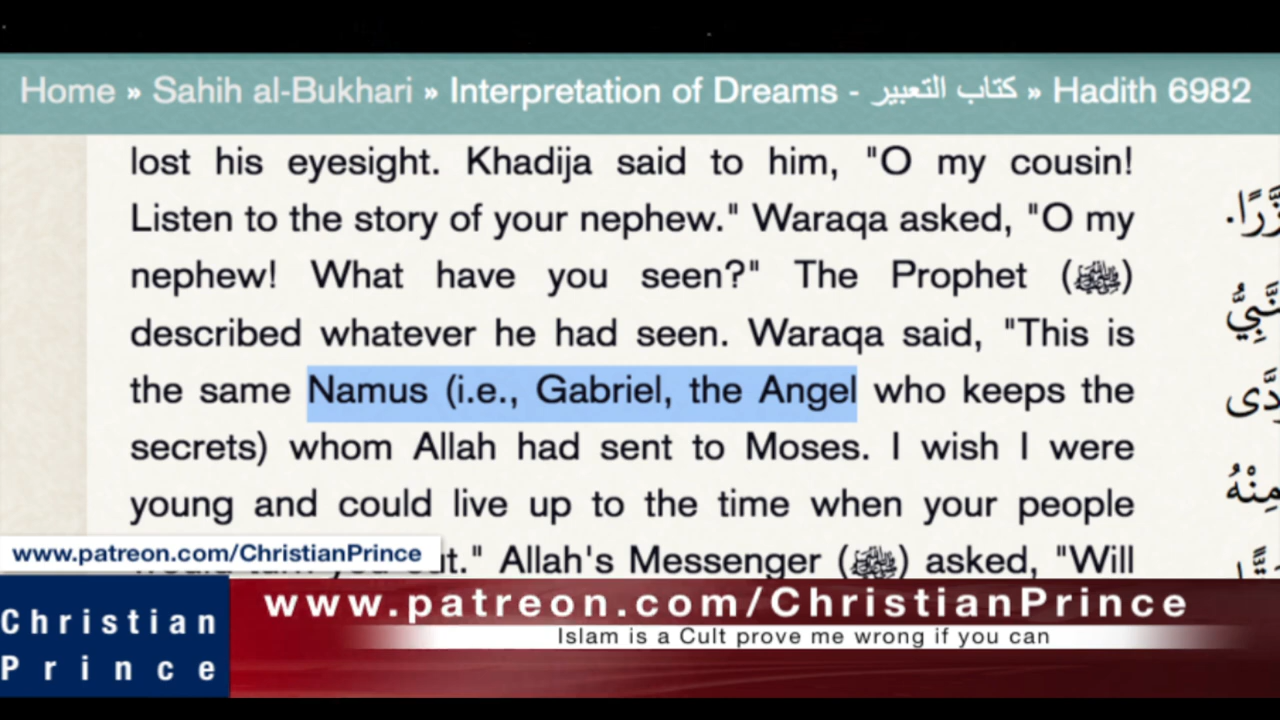 Home » Sahih al-Bukhari » Interpretation of Dreams - كتاب التعبير » Hadith 6982
lost his eyesight. Khadija said to him, "O my cousin!
Listen to the story of your nephew." Waraqa asked, "O my
nephew! What have you seen?" The Prophet (ﷺ)
described whatever he had seen. Waraqa said, "This is
the same Namus (i.e., Gabriel, the Angel who keeps the
secrets) whom Allah had sent to Moses. I wish I were
young and could live up to the time when your people
www.patreon.com/ChristianPrince
Allah's Messenger (ﷺ) asked, "Will
مِنْهُ
www.patreon.com/ChristianPrince
Islam is a Cult prove me wrong if you can
Christian
Prince